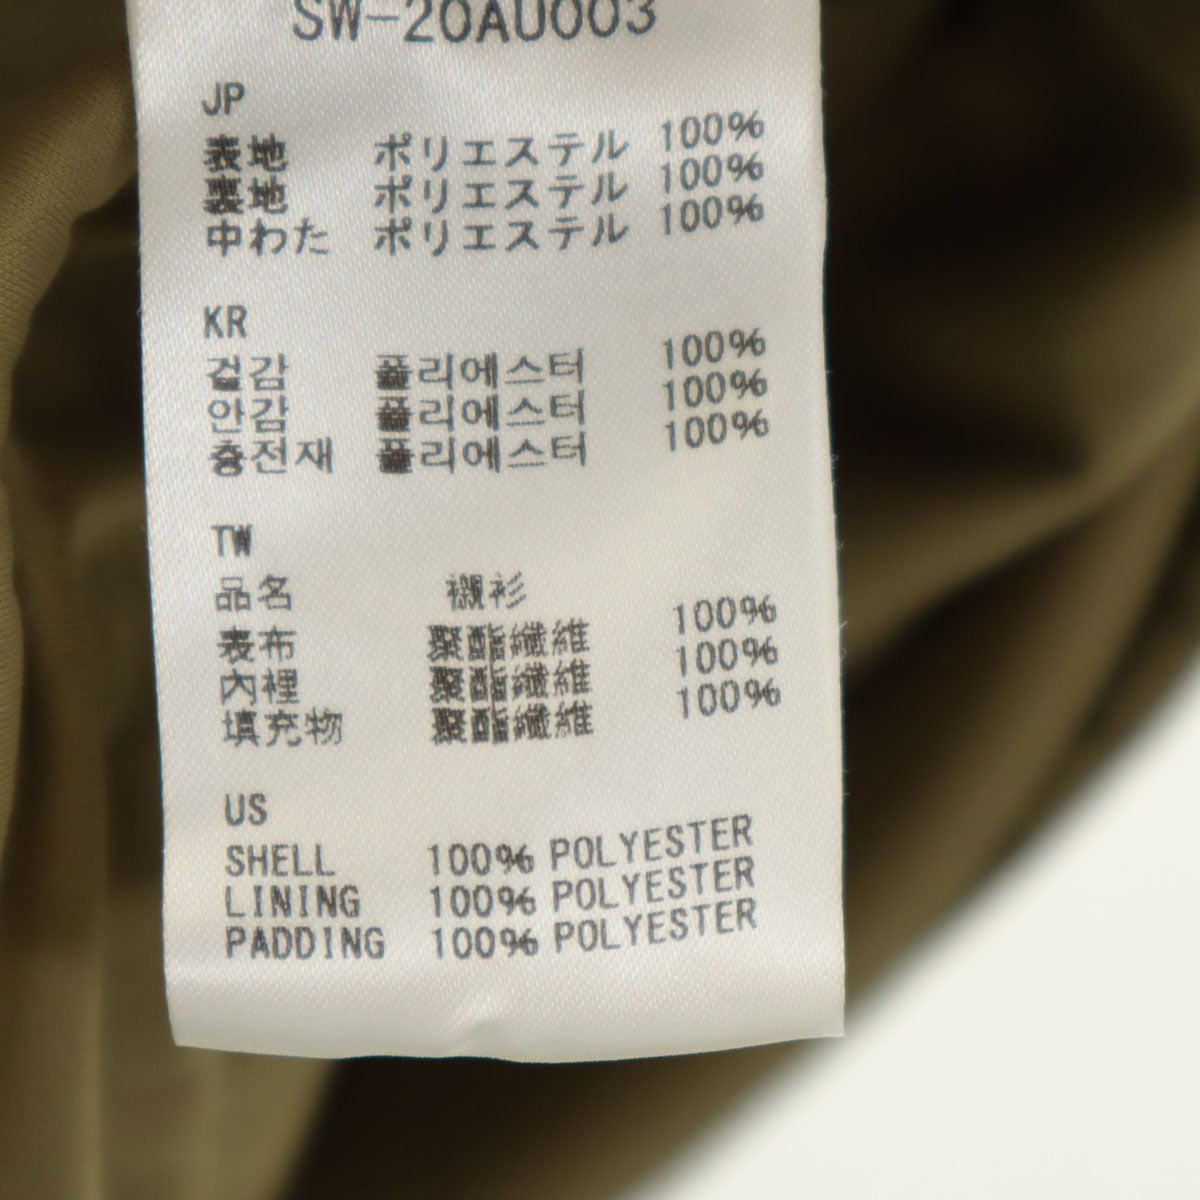 SW-20AU003
JP
表地 ポリエステル 100%
裏地 ポリエステル 100%
中わた ポリエステル 100%
KR
겉감 폴리에스터 100%
안감 폴리에스터 100%
충전재 폴리에스터 100%
TW
品名 襯衫
表布 聚酯纖維 100%
內裡 聚酯纖維 100%
填充物 聚酯纖維 100%
US
SHELL 100% POLYESTER
LINING 100% POLYESTER
PADDING 100% POLYESTER